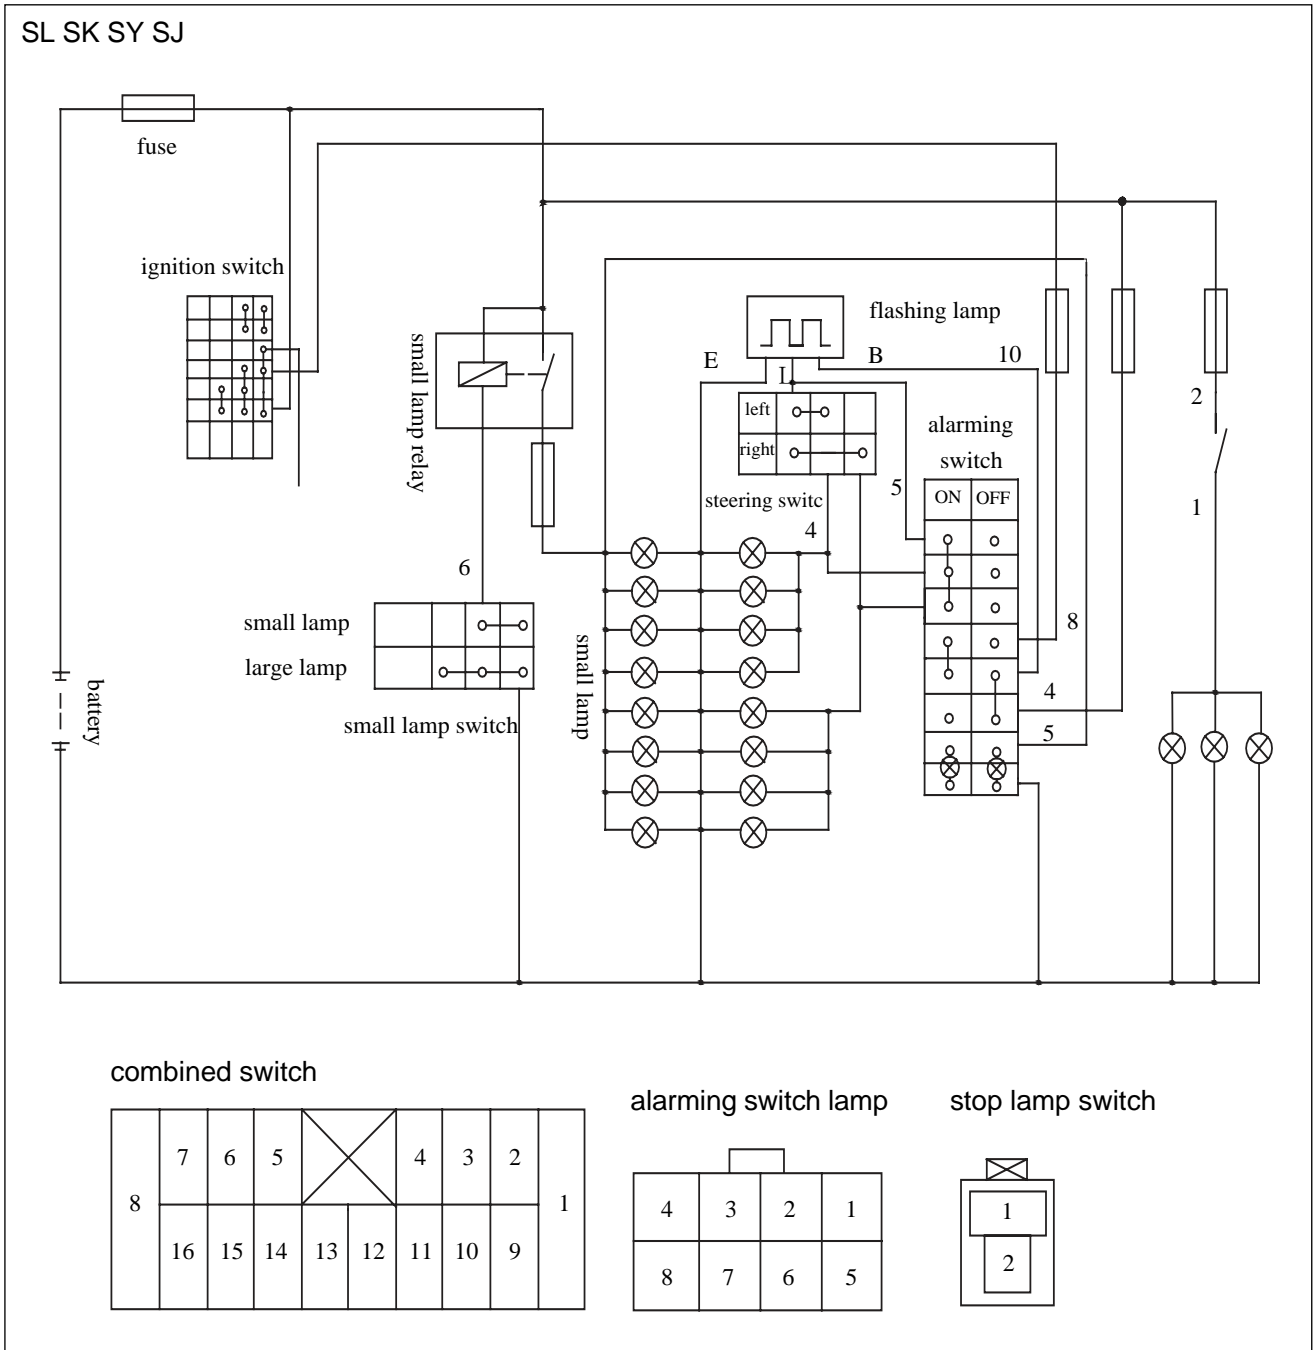 SL SK SY SJ
fuse
ignition switch
small lamp relay
flashing lamp
E
L
B
10
2
left
right
alarming
switch
steering switc
5
ON OFF
1
4
6
8
small lamp
large lamp
small lamp switch
small lamp
battery
4
5
combined switch
8 7 6 5 4 3 2 1
16 15 14 13 12 11 10 9
alarming switch lamp
4 3 2 1
8 7 6 5
stop lamp switch
1
2